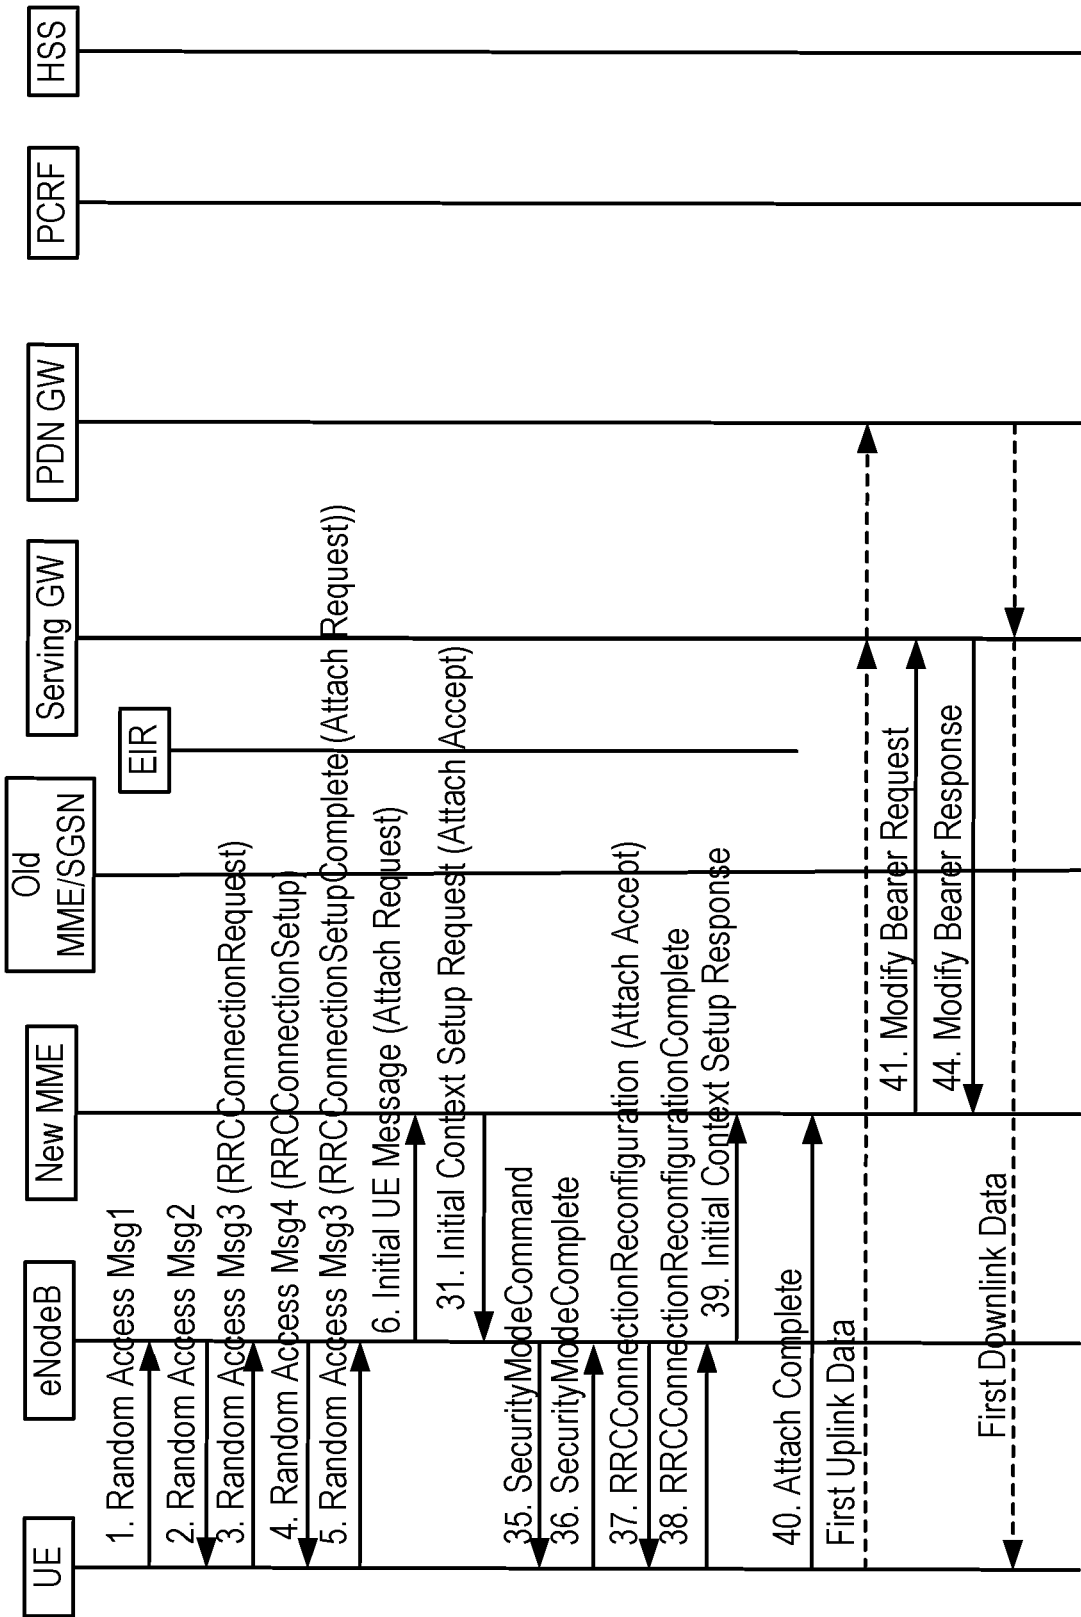 UE
eNodeB
New MME
Old
MME/SGSN
EIR
Serving GW
PDN GW
PCRF
HSS
1. Random Access Msg1
2. Random Access Msg2
3. Random Access Msg3 (RRCConnectionRequest)
4. Random Access Msg4 (RRCConnectionSetup)
5. Random Access Msg3 (RRCConnectionSetupComplete (Attach Request))
6. Initial UE Message (Attach Request)
31. Initial Context Setup Request (Attach Accept)
35. SecurityModeCommand
36. SecurityModeComplete
37. RRCConnectionReconfiguration (Attach Accept)
38. RRCConnectionReconfigurationComplete
39. Initial Context Setup Response
40. Attach Complete
First Uplink Data
41. Modify Bearer Request
44. Modify Bearer Response
First Downlink Data